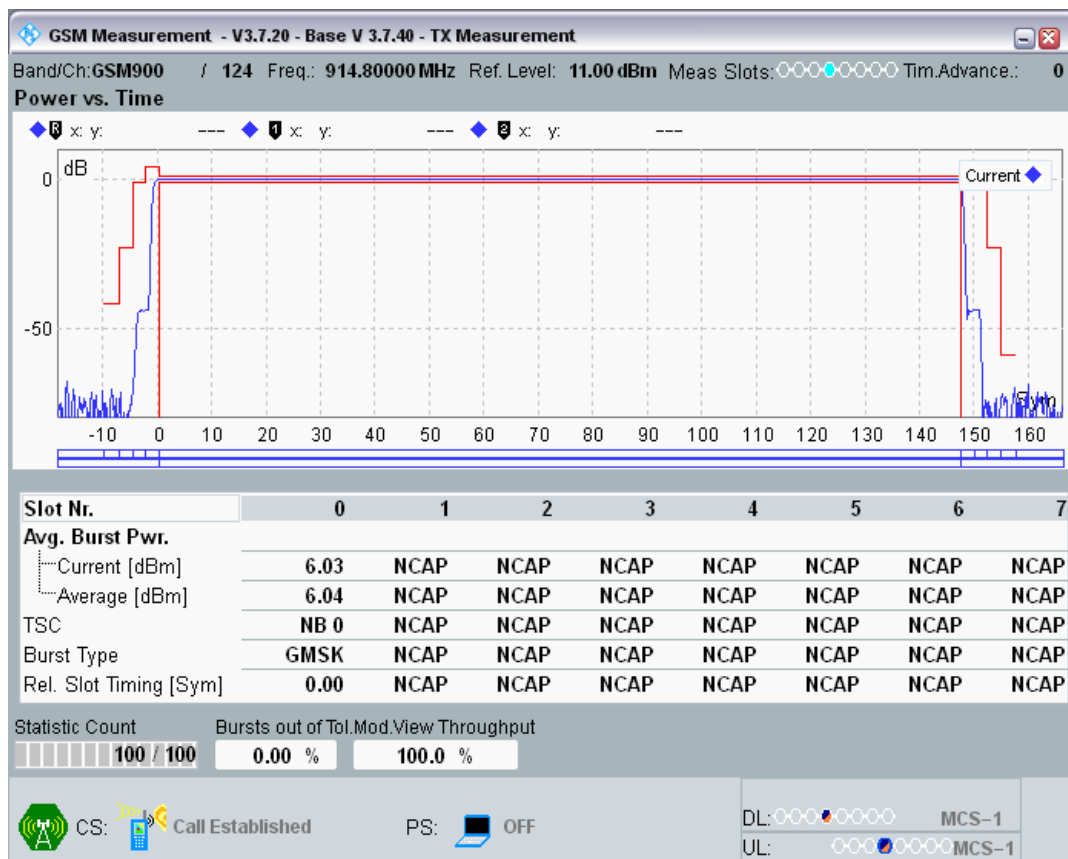 GSM Measurement - V3.7.20 - Base V 3.7.40 - TX Measurement
Band/Ch:GSM900 / 124 Freq.: 914.80000 MHz Ref. Level: 11.00 dBm Meas Slots: Tim.Advance.: 0
Power vs. Time
R x: y: --- 1 x: y: --- 2 x: y: ---
dB
Current
0
-50
Sym
-10 0 10 20 30 40 50 60 70 80 90 100 110 120 130 140 150 160
Slot Nr. 0 1 2 3 4 5 6 7
Avg. Burst Pwr.
Current [dBm] 6.03 NCAP NCAP NCAP NCAP NCAP NCAP NCAP
Average [dBm] 6.04 NCAP NCAP NCAP NCAP NCAP NCAP NCAP
TSC NB 0 NCAP NCAP NCAP NCAP NCAP NCAP NCAP
Burst Type GMSK NCAP NCAP NCAP NCAP NCAP NCAP NCAP
Rel. Slot Timing [Sym] 0.00 NCAP NCAP NCAP NCAP NCAP NCAP NCAP
Statistic Count Bursts out of Tol. Mod.View Throughput
100 / 100 0.00 % 100.0 %
CS: Call Established PS: OFF
DL: MCS-1
UL: MCS-1